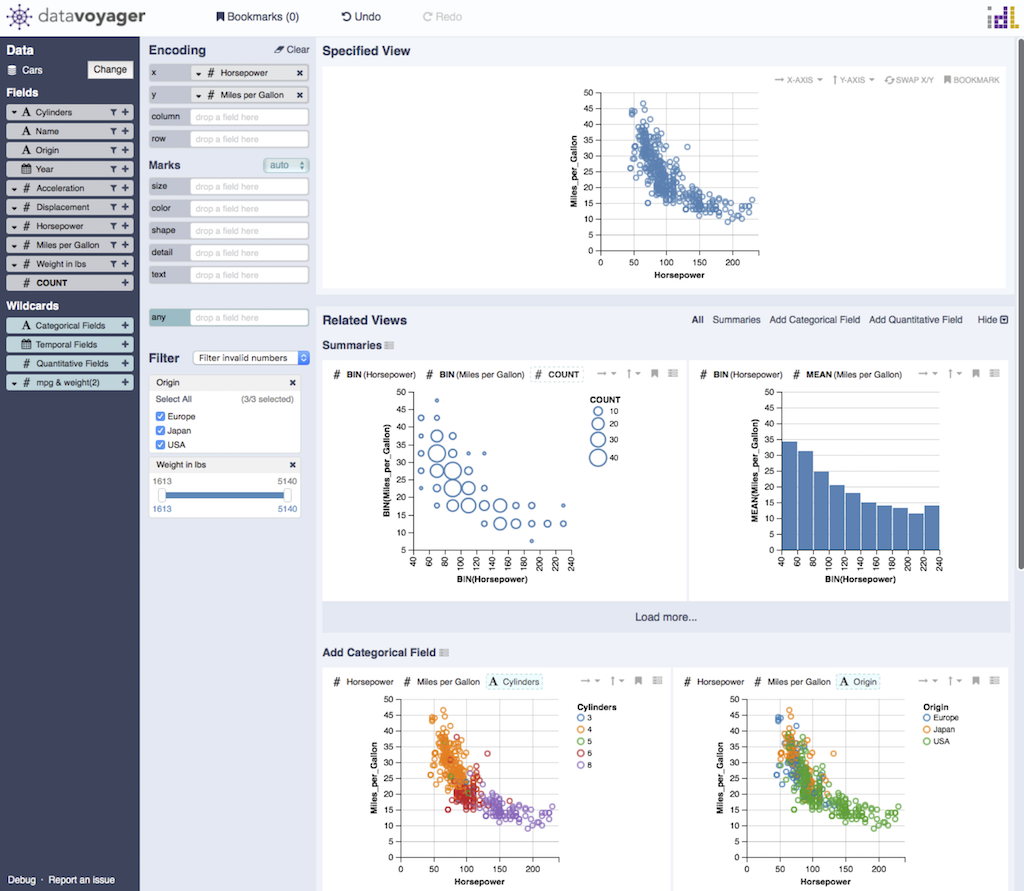 datavoyager
Bookmarks (0)
Undo
Redo
Data
Cars
Change
Fields
A Cylinders
A Name
A Origin
Year
# Acceleration
# Displacement
# Horsepower
# Miles per Gallon
# Weight in lbs
# COUNT
Wildcards
A Categorical Fields
Temporal Fields
# Quantitative Fields
# mpg & weight(2)
Debug · Report an issue
Encoding
Clear
x # Horsepower
y # Miles per Gallon
column drop a field here
row drop a field here
Marks auto
size drop a field here
color drop a field here
shape drop a field here
detail drop a field here
text drop a field here
any drop a field here
Filter Filter invalid numbers
Origin
Select All (3/3 selected)
Europe
Japan
USA
Weight in lbs
1613 5140
1613 5140
Specified View
X-AXIS Y-AXIS SWAP X/Y BOOKMARK
50
45
40
35
30
25
20
15
10
5
0
Miles_per_Gallon
0 50 100 150 200
Horsepower
Related Views
All Summaries Add Categorical Field Add Quantitative Field Hide
Summaries
# BIN (Horsepower) # BIN (Miles per Gallon) # COUNT
50
45
40
35
30
25
20
15
10
5
BIN(Miles_per_Gallon)
40 60 80 100 120 140 160 180 200 220 240
BIN(Horsepower)
COUNT
10
20
30
40
# BIN (Horsepower) # MEAN (Miles per Gallon)
50
45
40
35
30
25
20
15
10
5
0
MEAN(Miles_per_Gallon)
40 60 80 100 120 140 160 180 200 220 240
BIN(Horsepower)
Load more...
Add Categorical Field
# Horsepower # Miles per Gallon A Cylinders
50
45
40
35
30
25
20
15
10
5
0
Miles_per_Gallon
0 50 100 150 200
Horsepower
Cylinders
3
4
5
6
8
# Horsepower # Miles per Gallon A Origin
50
45
40
35
30
25
20
15
10
5
0
Miles_per_Gallon
0 50 100 150 200
Horsepower
Origin
Europe
Japan
USA